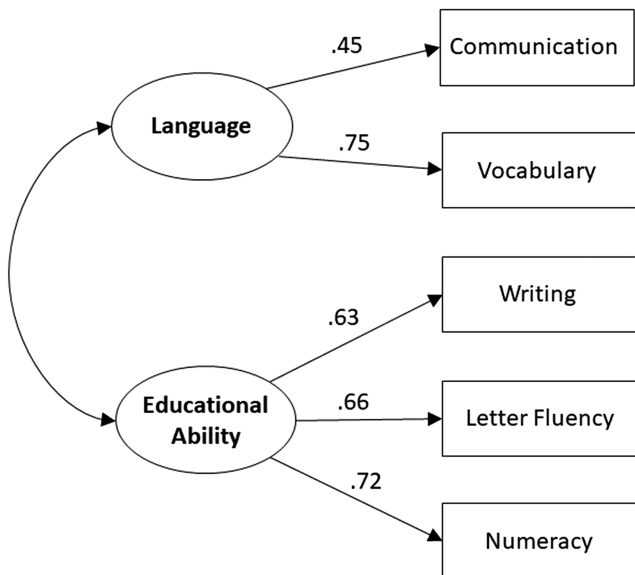 .45
Communication
Language
.75
Vocabulary
Writing
.63
Educational
Ability
.66
Letter Fluency
.72
Numeracy